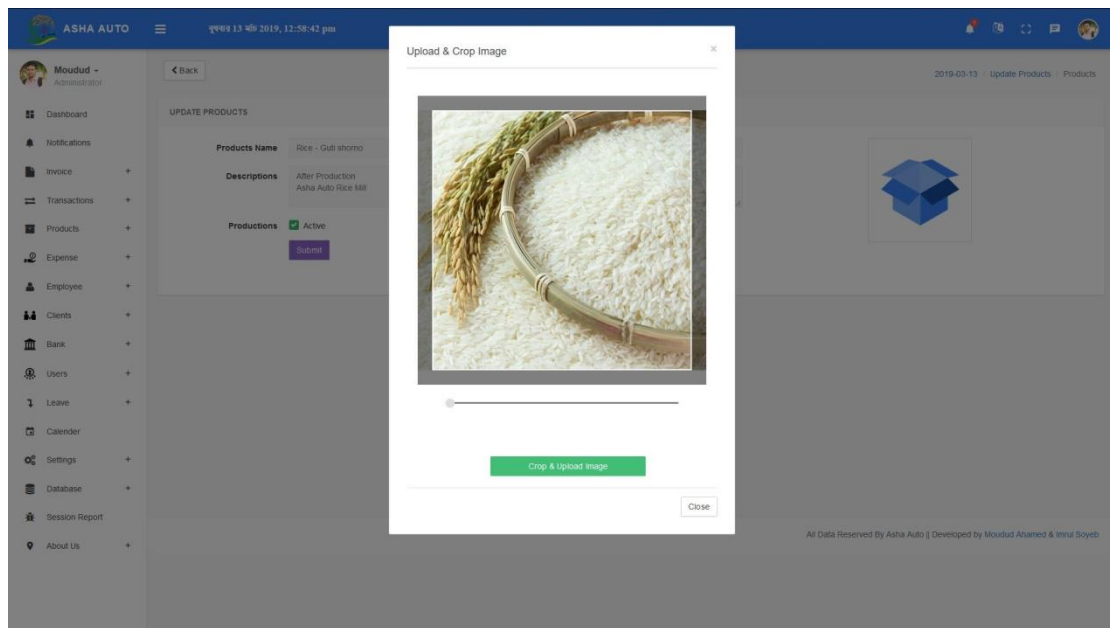 ASHA AUTO
বুধবার 13 মার্চ 2019, 12:58:42 pm
Moudud
Administrator
Dashboard
Notifications
Invoice +
Transactions +
Products +
Expense +
Employee +
Clients +
Bank +
Users +
Leave +
Calender
Settings +
Database +
Session Report
About Us +
Back
2019-03-13 / Update Products / Products
UPDATE PRODUCTS
Products Name
Rice - Guti shorno
Descriptions
After Production
Asha Auto Rice Mill
Productions
Active
Submit
Upload & Crop Image
×
Crop & Upload Image
Close
All Data Reserved By Asha Auto || Developed by Moudud Ahamed & Imrul Soyeb